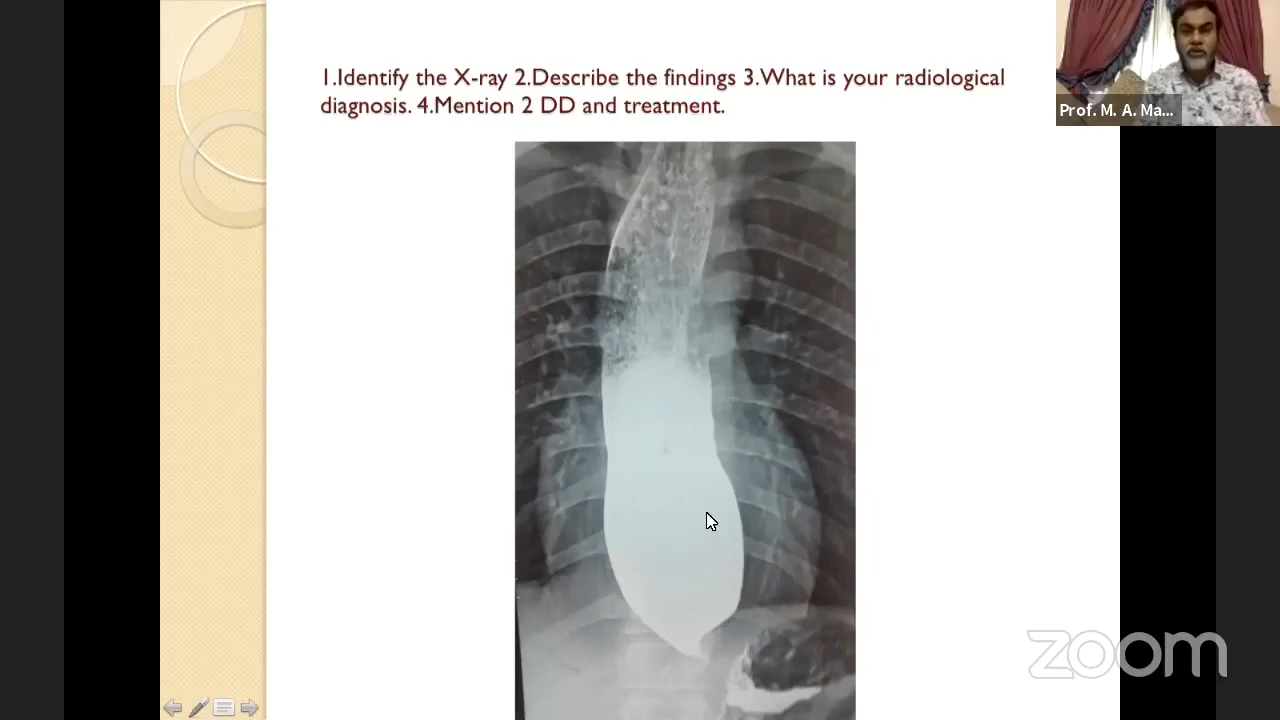 1.Identify the X-ray 2.Describe the findings 3.What is your radiological
diagnosis. 4.Mention 2 DD and treatment.
Prof. M. A. Ma...
zoom